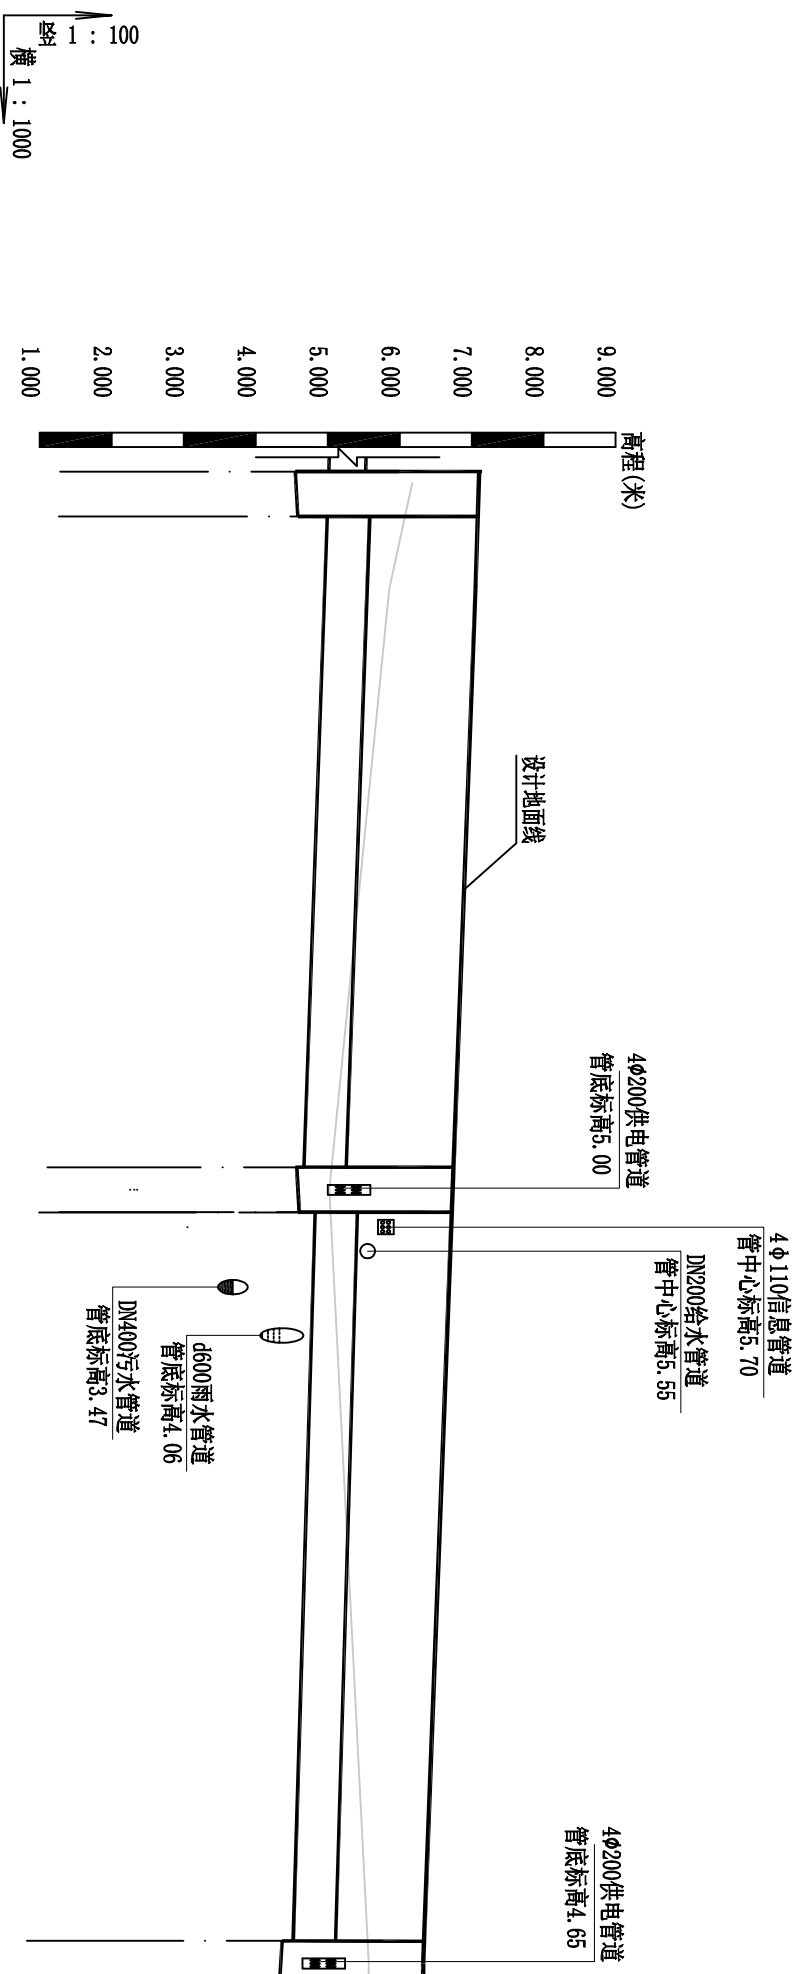 竖 1 : 100
横 1 : 1000
高程(米)
9.000
8.000
7.000
6.000
5.000
4.000
3.000
2.000
1.000
设计地面线
4φ200供电管道
管底标高5.00
4φ110信息管道
管中心标高5.70
DN200给水管道
管中心标高5.55
d600雨水管道
管底标高4.06
DN400污水管道
管底标高3.47
4φ200供电管道
管底标高4.65